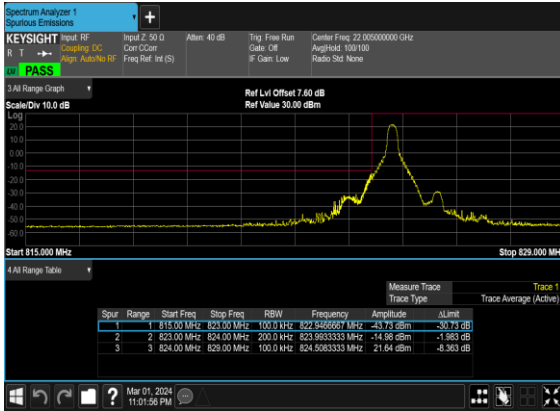 Spectrum Analyzer 1
Spurious Emissions
KEYSIGHT Input: RF Input Z: 50 Ω Atten: 40 dB Trig: Free Run Center Freq: 22.005000000 GHz
R T Coupling: DC Corr CCorr Gate: Off Avg|Hold: 100/100
Align: Auto/No RF Freq Ref: Int (S) IF Gain: Low Radio Std: None
PASS
3 All Range Graph
Ref Lvl Offset 7.60 dB
Scale/Div 10.0 dB Ref Value 30.00 dBm
Log
20.0
10.0
0.00
-10.0
-20.0
-30.0
-40.0
-50.0
-60.0
Start 815.000 MHz Stop 829.000 MH
4 All Range Table
Measure Trace Trace 1
Trace Type Trace Average (Active)
Spur Range Start Freq Stop Freq RBW Frequency Amplitude ΔLimit
1 1 815.00 MHz 823.00 MHz 100.0 kHz 822.9466667 MHz -43.73 dBm -30.73 dB
2 2 823.00 MHz 824.00 MHz 200.0 kHz 823.9933333 MHz -14.98 dBm -1.983 dB
3 3 824.00 MHz 829.00 MHz 100.0 kHz 824.5083333 MHz 21.64 dBm -8.363 dB
Mar 01, 2024
11:01:56 PM